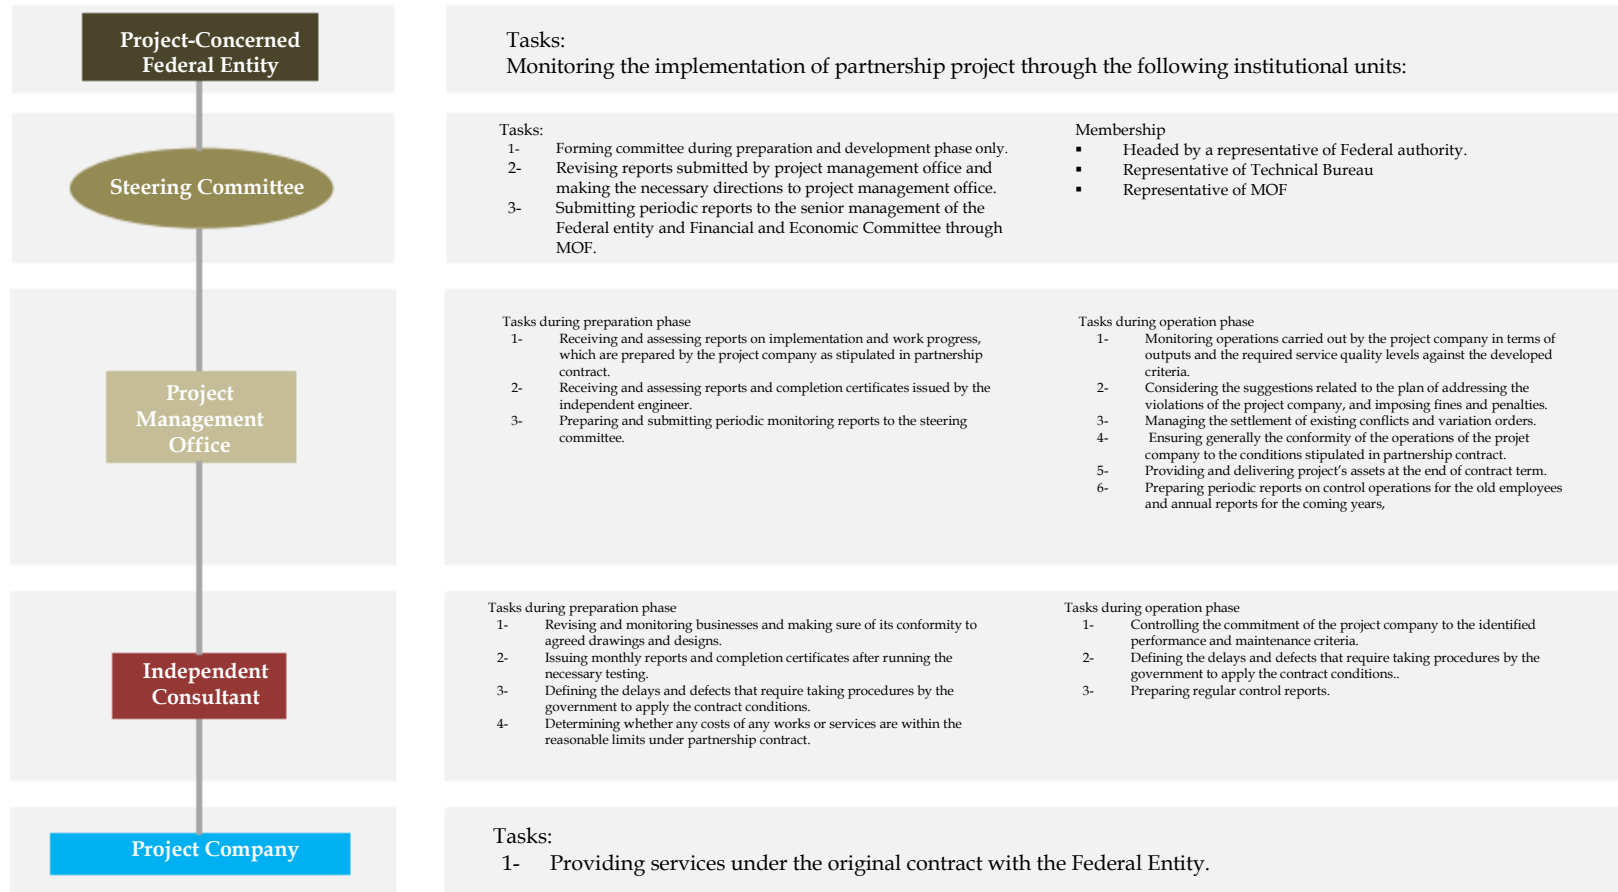 Project-Concerned
Federal Entity
Tasks:
Monitoring the implementation of partnership project through the following institutional units:
Steering Committee
Tasks:
1- Forming committee during preparation and development phase only.
2- Revising reports submitted by project management office and
making the necessary directions to project management office.
3- Submitting periodic reports to the senior management of the
Federal entity and Financial and Economic Committee through
MOF.
Membership
▪ Headed by a representative of Federal authority.
▪ Representative of Technical Bureau
▪ Representative of MOF
Project
Management
Office
Tasks during preparation phase
1- Receiving and assessing reports on implementation and work progress,
which are prepared by the project company as stipulated in partnership
contract.
2- Receiving and assessing reports and completion certificates issued by the
independent engineer.
3- Preparing and submitting periodic monitoring reports to the steering
committee.
Tasks during operation phase
1- Monitoring operations carried out by the project company in terms of
outputs and the required service quality levels against the developed
criteria.
2- Considering the suggestions related to the plan of addressing the
violations of the project company, and imposing fines and penalties.
3- Managing the settlement of existing conflicts and variation orders.
4- Ensuring generally the conformity of the operations of the projet
company to the conditions stipulated in partnership contract.
5- Providing and delivering project's assets at the end of contract term.
6- Preparing periodic reports on control operations for the old employees
and annual reports for the coming years,
Independent
Consultant
Tasks during preparation phase
1- Revising and monitoring businesses and making sure of its conformity to
agreed drawings and designs.
2- Issuing monthly reports and completion certificates after running the
necessary testing.
3- Defining the delays and defects that require taking procedures by the
government to apply the contract conditions.
4- Determining whether any costs of any works or services are within the
reasonable limits under partnership contract.
Tasks during operation phase
1- Controlling the commitment of the project company to the identified
performance and maintenance criteria.
2- Defining the delays and defects that require taking procedures by the
government to apply the contract conditions..
3- Preparing regular control reports.
Project Company
Tasks:
1- Providing services under the original contract with the Federal Entity.